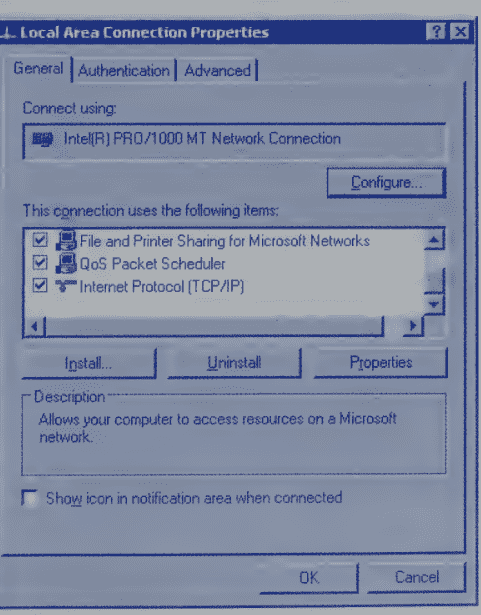 Local Area Connection Properties
General Authentication Advanced
Connect using:
Intel(R) PRO/1000 MT Network Connection
Configure...
This connection uses the following items:
File and Printer Sharing for Microsoft Networks
QoS Packet Scheduler
Internet Protocol (TCP/IP)
Install... Uninstall Properties
Description
Allows your computer to access resources on a Microsoft
network.
Show icon in notification area when connected
OK Cancel